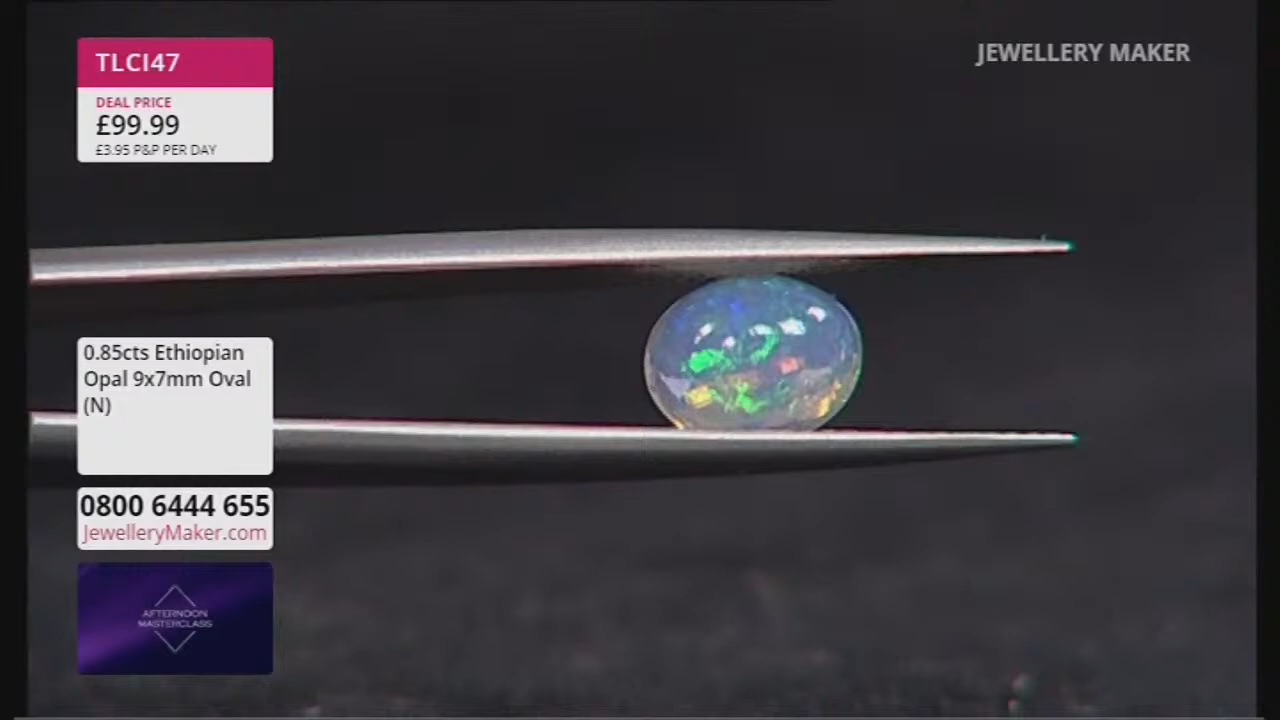 TLCI47
DEAL PRICE
£99.99
£3.95 P&P PER DAY
JEWELLERY MAKER
0.85cts Ethiopian
Opal 9x7mm Oval
(N)
0800 6444 655
JewelleryMaker.com
AFTERNOON
MASTERCLASS